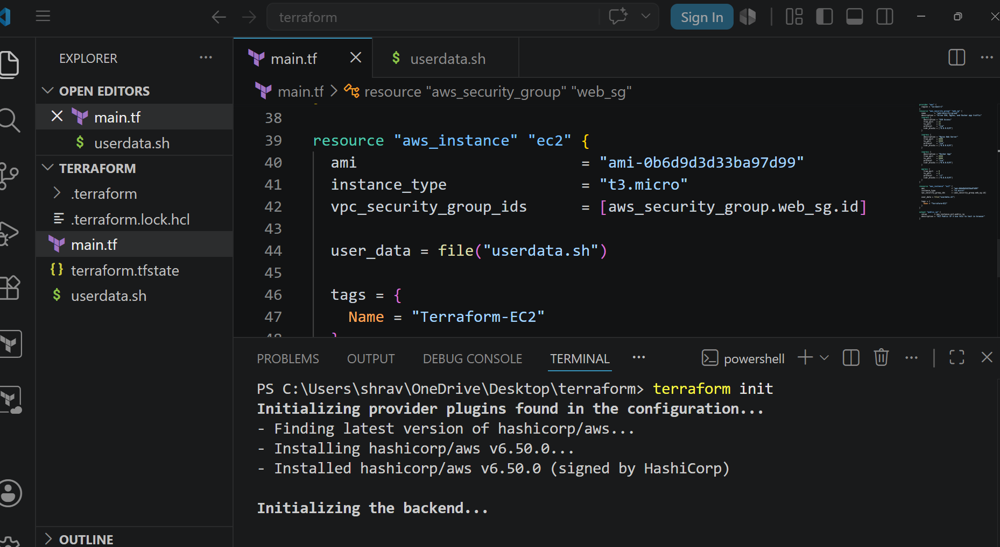 terraform
Sign In
EXPLORER
OPEN EDITORS
main.tf
userdata.sh
TERRAFORM
.terraform
.terraform.lock.hcl
main.tf
terraform.tfstate
userdata.sh
OUTLINE
main.tf
userdata.sh
main.tf > resource "aws_security_group" "web_sg"
38
39 resource "aws_instance" "ec2" {
40 ami = "ami-0b6d9d3d33ba97d99"
41 instance_type = "t3.micro"
42 vpc_security_group_ids = [aws_security_group.web_sg.id]
43
44 user_data = file("userdata.sh")
45
46 tags = {
47 Name = "Terraform-EC2"
48 }
PROBLEMS OUTPUT DEBUG CONSOLE TERMINAL powershell
PS C:\Users\shrav\OneDrive\Desktop\terraform> terraform init
Initializing provider plugins found in the configuration...
- Finding latest version of hashicorp/aws...
- Installing hashicorp/aws v6.50.0...
- Installed hashicorp/aws v6.50.0 (signed by HashiCorp)
Initializing the backend...